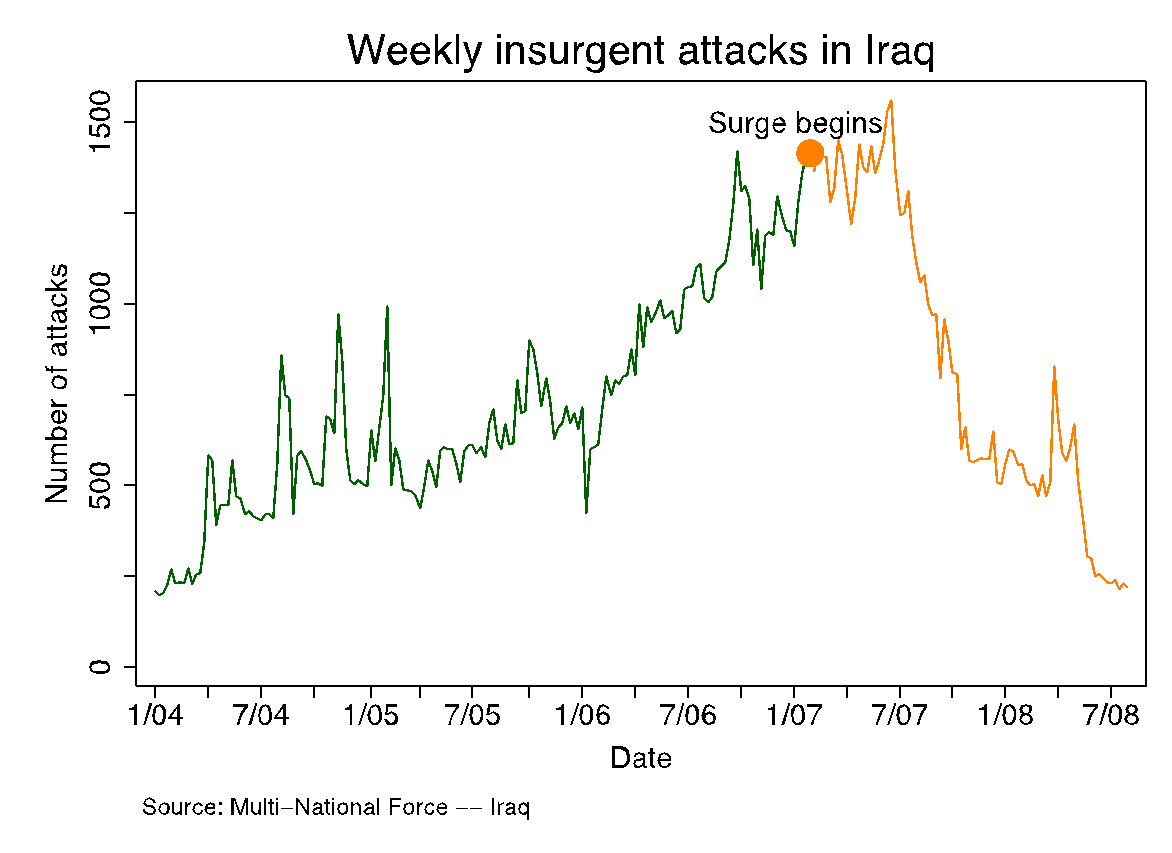 Weekly insurgent attacks in Iraq
Surge begins
Number of attacks
1500
1000
500
0
1/04 7/04 1/05 7/05 1/06 7/06 1/07 7/07 1/08 7/08
Date
Source: Multi−National Force −− Iraq